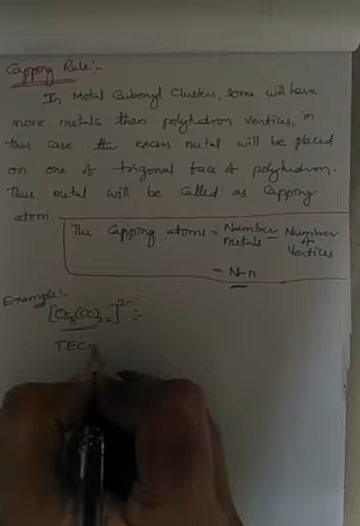 Capping Rule:-
In Metal Carbonyl Clusters, some will have
more metals than polyhedron vertices, in
this case the excess metal will be placed
on one of trigonal face of polyhedron.
Thus metal will be called as Capping
atom.
The Capping atoms = Number of metals - Number of Vertices
= N-n
Example:-
[Os8(CO)22]2- :-
TEC=